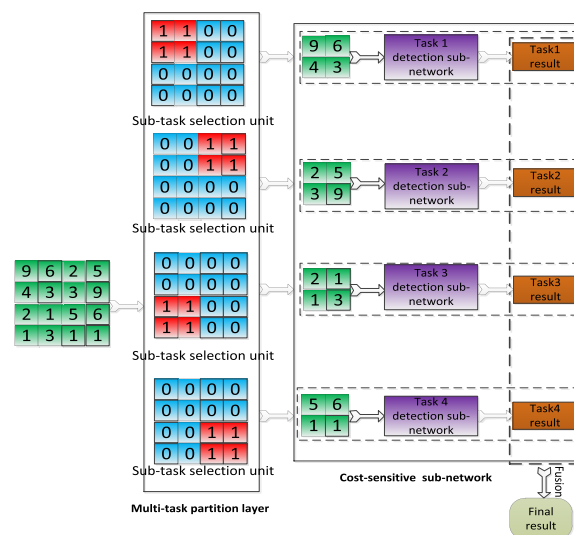 9 6 2 5
4 3 3 9
2 1 5 6
1 3 1 1
1 1 0 0
1 1 0 0
0 0 0 0
0 0 0 0
Sub-task selection unit
0 0 1 1
0 0 1 1
0 0 0 0
0 0 0 0
Sub-task selection unit
0 0 0 0
0 0 0 0
1 1 0 0
1 1 0 0
Sub-task selection unit
0 0 0 0
0 0 0 0
0 0 1 1
0 0 1 1
Sub-task selection unit
Multi-task partition layer
9 6
4 3
Task 1
detection sub-
network
Task1
result
2 5
3 9
Task 2
detection sub-
network
Task2
result
2 1
1 3
Task 3
detection sub-
network
Task3
result
5 6
1 1
Task 4
detection sub-
network
Task4
result
Cost-sensitive sub-network
Fusion
Final
result